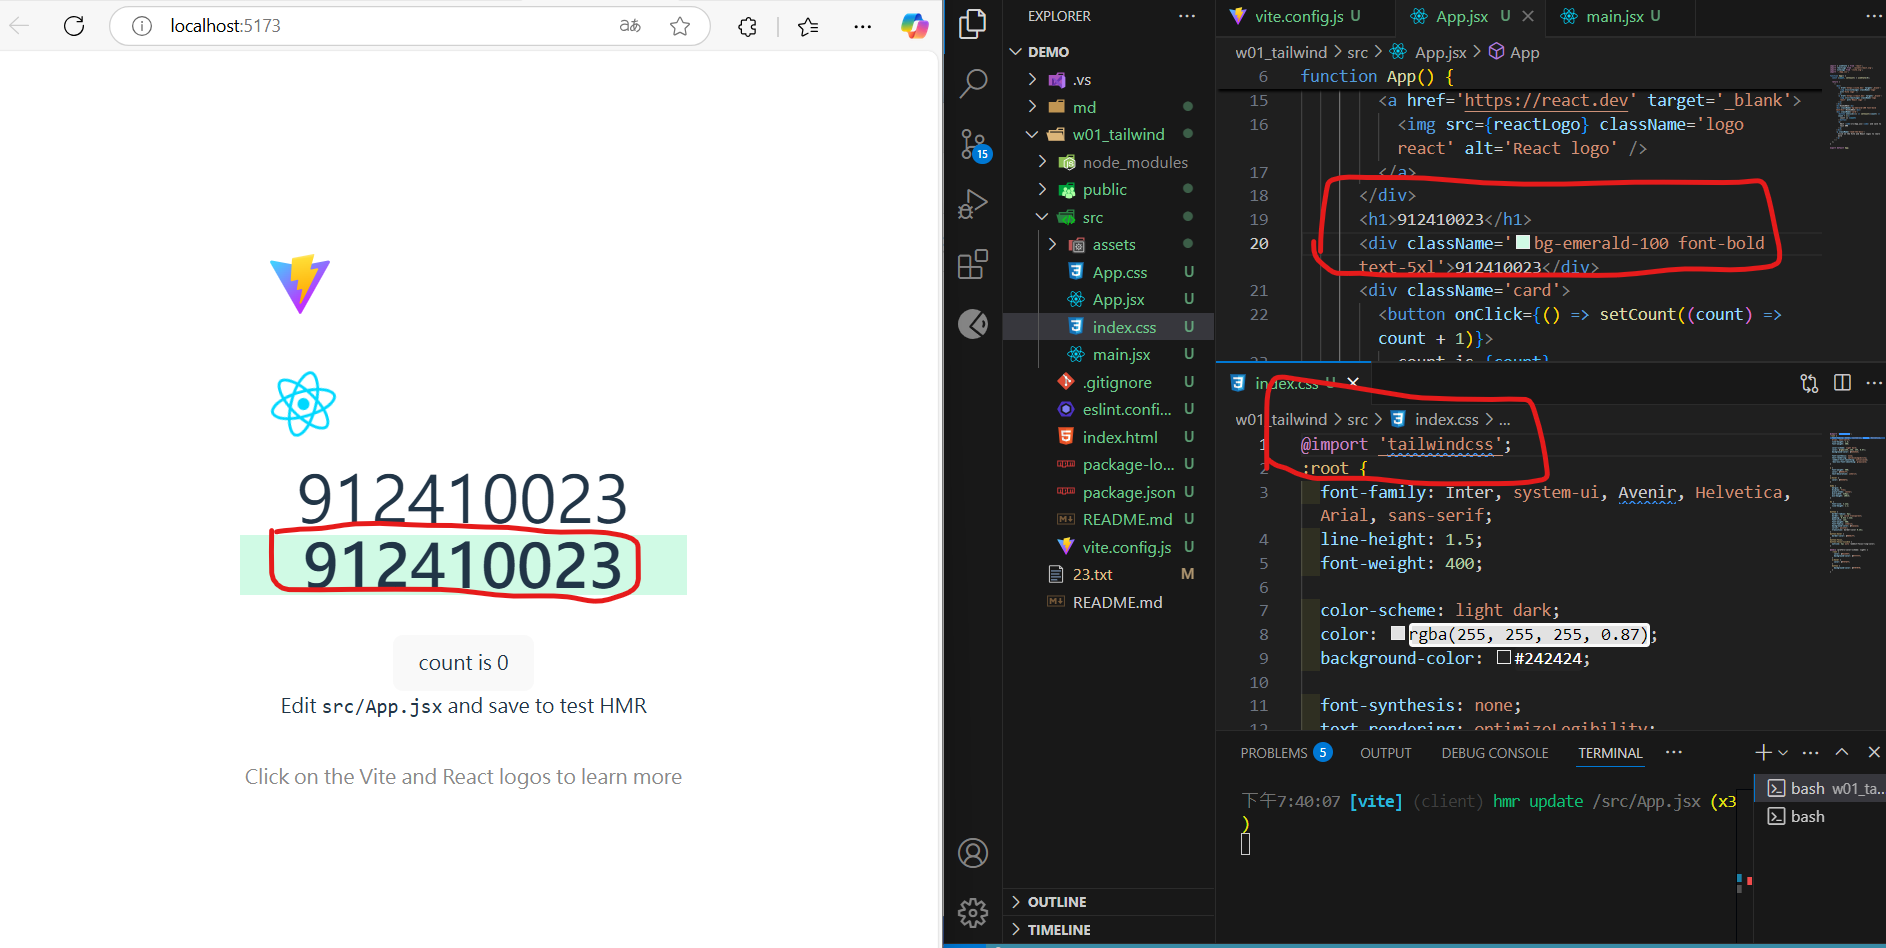 localhost:5173
aあ
912410023
912410023
count is 0
Edit src/App.jsx and save to test HMR
Click on the Vite and React logos to learn more
15
EXPLORER
DEMO
.vs
md
w01_tailwind
node_modules
public
src
assets
App.css U
App.jsx U
index.css U
main.jsx U
.gitignore U
eslint.confi... U
index.html U
package-lo... U
package.json U
README.md U
vite.config.js U
23.txt M
README.md
OUTLINE
TIMELINE
vite.config.js U
App.jsx U
main.jsx U
w01_tailwind > src > App.jsx > App
6 function App() {
15 <a href='https://react.dev' target='_blank'>
16 <img src={reactLogo} className='logo
react' alt='React logo' />
17 </a>
18 </div>
19 <h1>912410023</h1>
20 <div className='bg-emerald-100 font-bold
text-5xl'>912410023</div>
21 <div className='card'>
22 <button onClick={() => setCount((count) =>
count + 1)}>
23 count is {count}
index.css U
w01_tailwind > src > index.css > ...
1 @import 'tailwindcss';
2 :root {
3 font-family: Inter, system-ui, Avenir, Helvetica,
Arial, sans-serif;
4 line-height: 1.5;
5 font-weight: 400;
6
7 color-scheme: light dark;
8 color: rgba(255, 255, 255, 0.87);
9 background-color: #242424;
10
11 font-synthesis: none;
12 text-rendering: optimizeLegibility;
PROBLEMS 5 OUTPUT DEBUG CONSOLE TERMINAL
下午7:40:07 [vite] (client) hmr update /src/App.jsx (x3
)
bash w01_ta...
bash